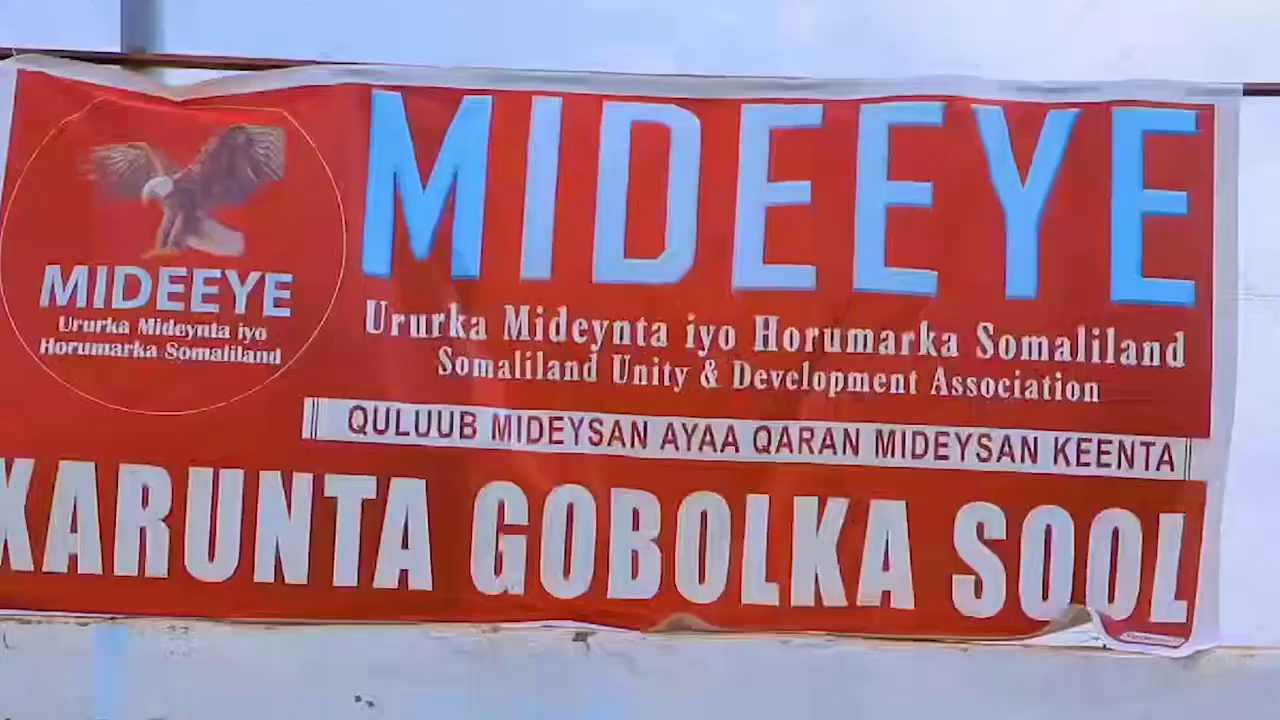 MIDEEYE
Ururka Mideynta iyo
Horumarka Somaliland
MIDEEYE
Ururka Mideynta iyo Horumarka Somaliland
Somaliland Unity & Development Association
QULUUB MIDEYSAN AYAA QARAN MIDEYSAN KEENTA
XARUNTA GOBOLKA SOOL